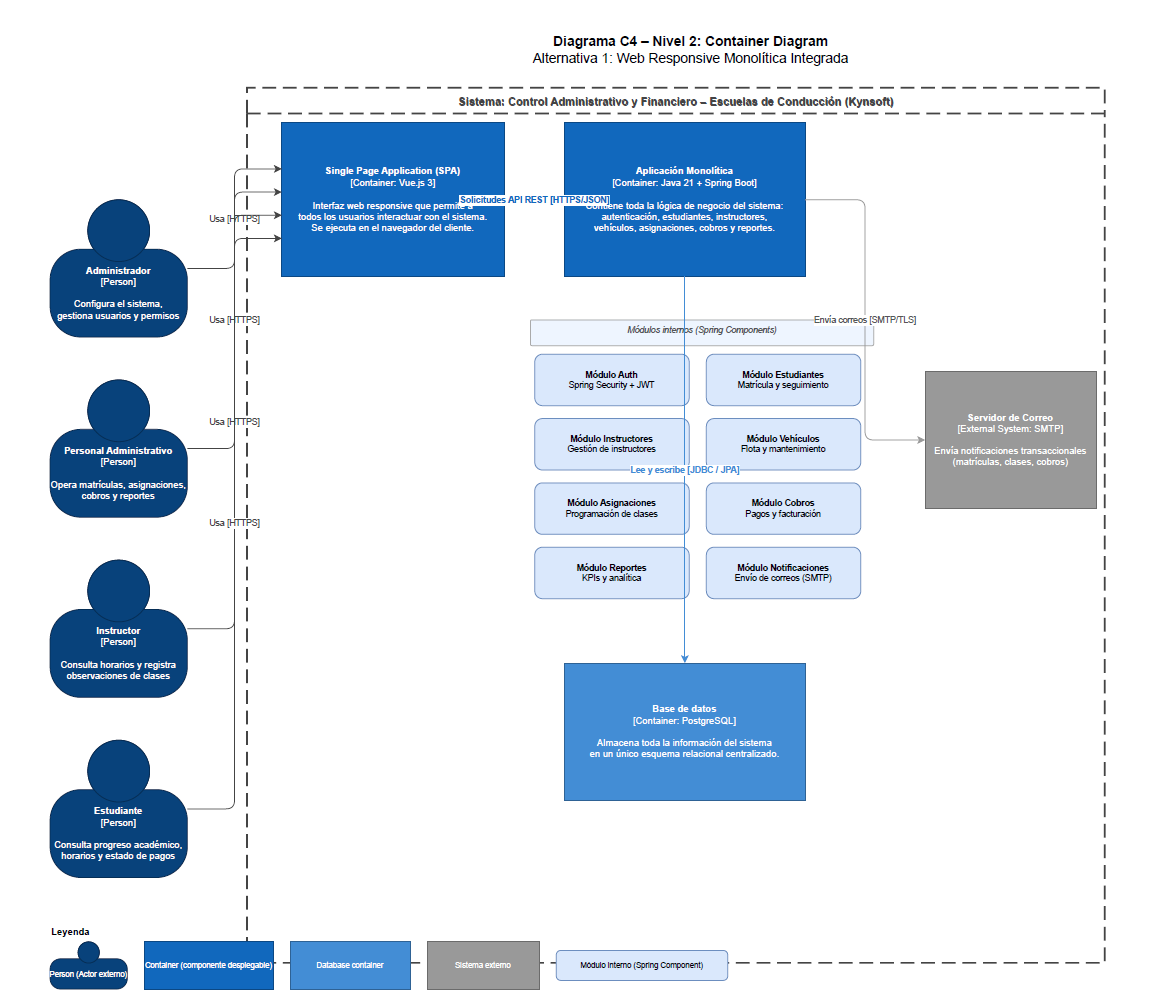 Diagrama C4 – Nivel 2: Container Diagram
Alternativa 1: Web Responsive Monolítica Integrada
Sistema: Control Administrativo y Financiero – Escuelas de Conducción (Kynsoft)
Single Page Application (SPA)
[Container: Vue.js 3]
Interfaz web responsive que permite a
todos los usuarios interactuar con el sistema.
Se ejecuta en el navegador del cliente.
Solicitudes API REST [HTTPS/JSON]
Aplicación Monolítica
[Container: Java 21 + Spring Boot]
Contiene toda la lógica de negocio del sistema:
autenticación, estudiantes, instructores,
vehículos, asignaciones, cobros y reportes.
Usa [HTTPS]
Administrador
[Person]
Configura el sistema,
gestiona usuarios y permisos
Usa [HTTPS]
Envía correos [SMTP/TLS]
Módulos internos (Spring Components)
Módulo Auth
Spring Security + JWT
Módulo Estudiantes
Matrícula y seguimiento
Módulo Instructores
Gestión de instructores
Módulo Vehículos
Flota y mantenimiento
Lee y escribe [JDBC / JPA]
Módulo Asignaciones
Programación de clases
Módulo Cobros
Pagos y facturación
Módulo Reportes
KPIs y analítica
Módulo Notificaciones
Envío de correos (SMTP)
Servidor de Correo
[External System: SMTP]
Envía notificaciones transaccionales
(matrículas, clases, cobros)
Usa [HTTPS]
Personal Administrativo
[Person]
Opera matrículas, asignaciones,
cobros y reportes
Usa [HTTPS]
Instructor
[Person]
Consulta horarios y registra
observaciones de clases
Base de datos
[Container: PostgreSQL]
Almacena toda la información del sistema
en un único esquema relacional centralizado.
Estudiante
[Person]
Consulta progreso académico,
horarios y estado de pagos
Leyenda
Person (Actor externo)
Container (componente desplegable)
Database container
Sistema externo
Módulo Interno (Spring Component)